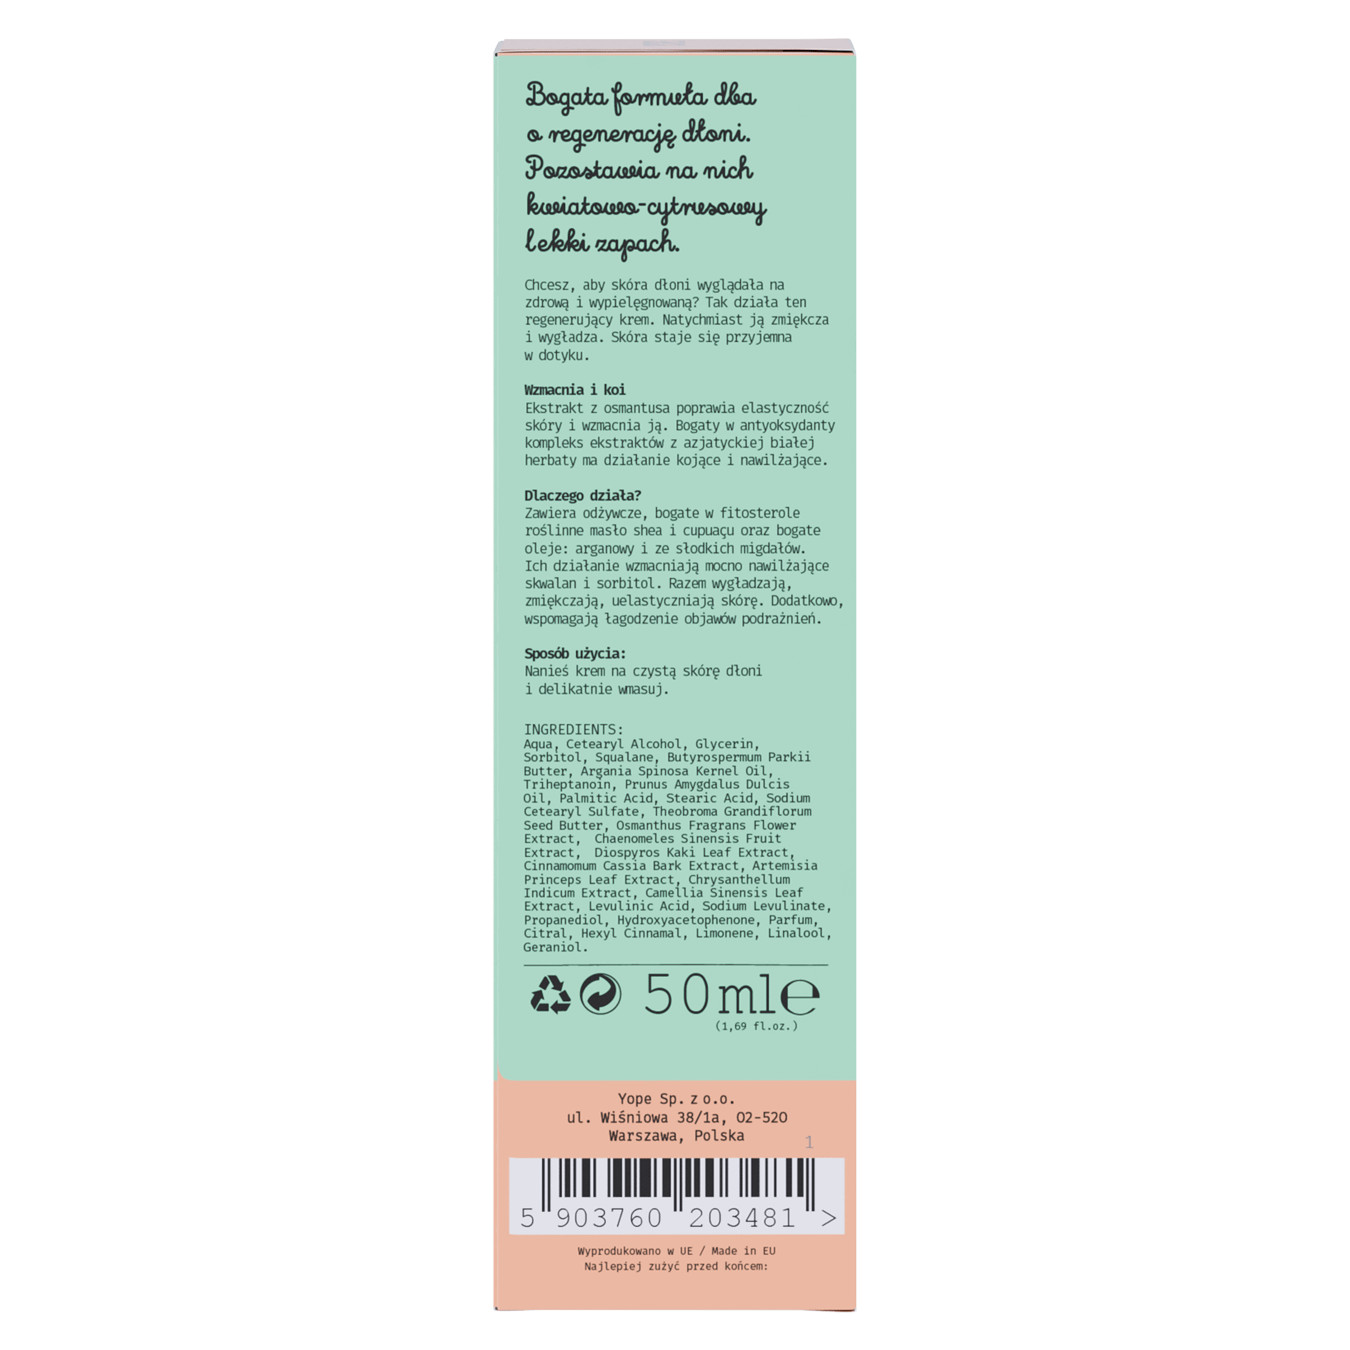 Bogata formuła dba
o regenerację dłoni.
Pozostawia na nich
kwiatowo-cytrusowy
lekki zapach.
Chcesz, aby skóra dłoni wyglądała na
zdrową i wypielęgnowaną? Tak działa ten
regenerujący krem. Natychmiast ją zmiękcza
i wygładza. Skóra staje się przyjemna
w dotyku.
Wzmacnia i koi
Ekstrakt z osmantusa poprawia elastyczność
skóry i wzmacnia ją. Bogaty w antyoksydanty
kompleks ekstraktów z azjatyckiej białej
herbaty ma działanie kojące i nawilżające.
Dlaczego działa?
Zawiera odżywcze, bogate w fitosterole
roślinne masło shea i cupuaçu oraz bogate
oleje: arganowy i ze słodkich migdałów.
Ich działanie wzmacniają mocno nawilżające
skwalan i sorbitol. Razem wygładzają,
zmiękczają, uelastyczniają skórę. Dodatkowo,
wspomagają łagodzenie objawów podrażnień.
Sposób użycia:
Nanieś krem na czystą skórę dłoni
i delikatnie wmasuj.
INGREDIENTS:
Aqua, Cetearyl Alcohol, Glycerin,
Sorbitol, Squalane, Butyrospermum Parkii
Butter, Argania Spinosa Kernel Oil,
Triheptanoin, Prunus Amygdalus Dulcis
Oil, Palmitic Acid, Stearic Acid, Sodium
Cetearyl Sulfate, Theobroma Grandiflorum
Seed Butter, Osmanthus Fragrans Flower
Extract, Chaenomeles Sinensis Fruit
Extract, Diospyros Kaki Leaf Extract,
Cinnamomum Cassia Bark Extract, Artemisia
Princeps Leaf Extract, Chrysanthellum
Indicum Extract, Camellia Sinensis Leaf
Extract, Levulinic Acid, Sodium Levulinate,
Propanediol, Hydroxyacetophenone, Parfum,
Citral, Hexyl Cinnamal, Limonene, Linalool,
Geraniol.
50ml℮
(1,69 fl.oz.)
Yope Sp. z o.o.
ul. Wiśniowa 38/1a, 02-520
Warszawa, Polska
1
5 903760 203481 >
Wyprodukowano w UE / Made in EU
Najlepiej zużyć przed końcem: